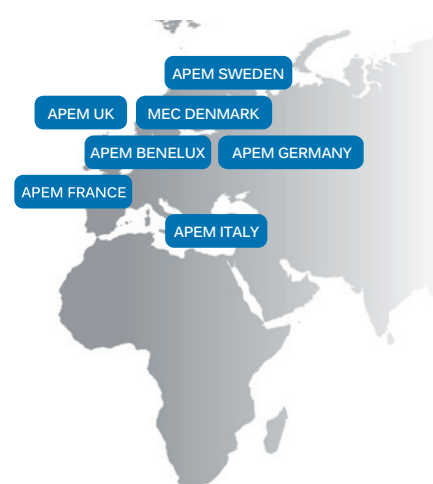 APEM SWEDEN
APEM UK
MEC DENMARK
APEM BENELUX
APEM GERMANY
APEM FRANCE
APEM ITALY